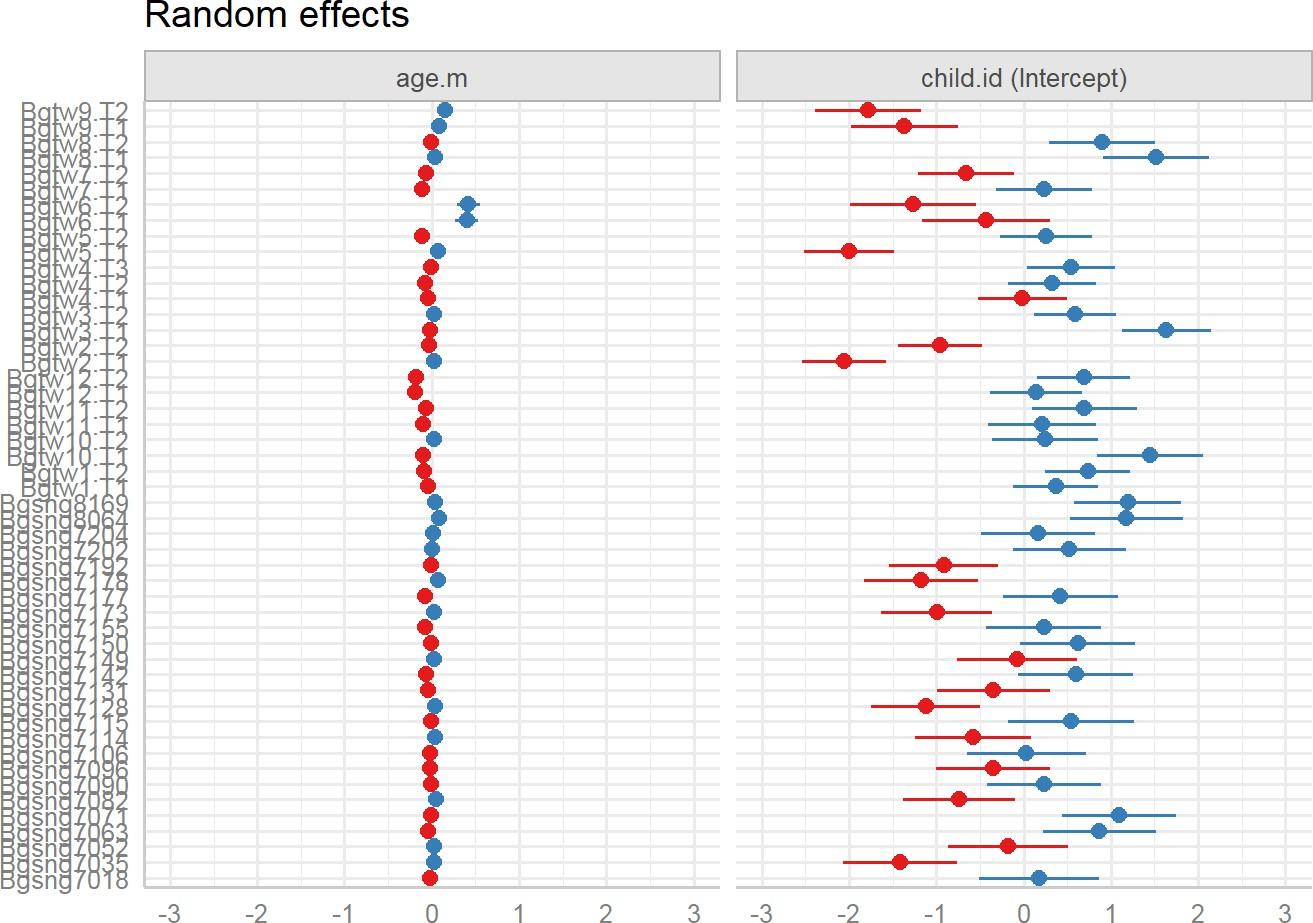 Random effects
age.m
child.id (Intercept)
Bgtw9.T2
Bgtw9.T1
Bgtw8.T2
Bgtw8.T1
Bgtw7.T2
Bgtw7.T1
Bgtw6.T2
Bgtw6.T1
Bgtw5.T2
Bgtw5.T1
Bgtw4.T3
Bgtw4.T2
Bgtw4.T1
Bgtw3.T2
Bgtw3.T1
Bgtw2.T2
Bgtw2.T1
Bgtw12.T2
Bgtw12.T1
Bgtw11.T2
Bgtw11.T1
Bgtw10.T2
Bgtw10.T1
Bgtw1.T2
Bgtw1.T1
Bgsng8169
Bgsng8064
Bgsng7204
Bgsng7202
Bgsng7192
Bgsng7178
Bgsng7177
Bgsng7173
Bgsng7155
Bgsng7150
Bgsng7149
Bgsng7142
Bgsng7131
Bgsng7128
Bgsng7115
Bgsng7114
Bgsng7106
Bgsng7096
Bgsng7090
Bgsng7082
Bgsng7071
Bgsng7063
Bgsng7052
Bgsng7035
Bgsng7018
-3 -2 -1 0 1 2 3
-3 -2 -1 0 1 2 3